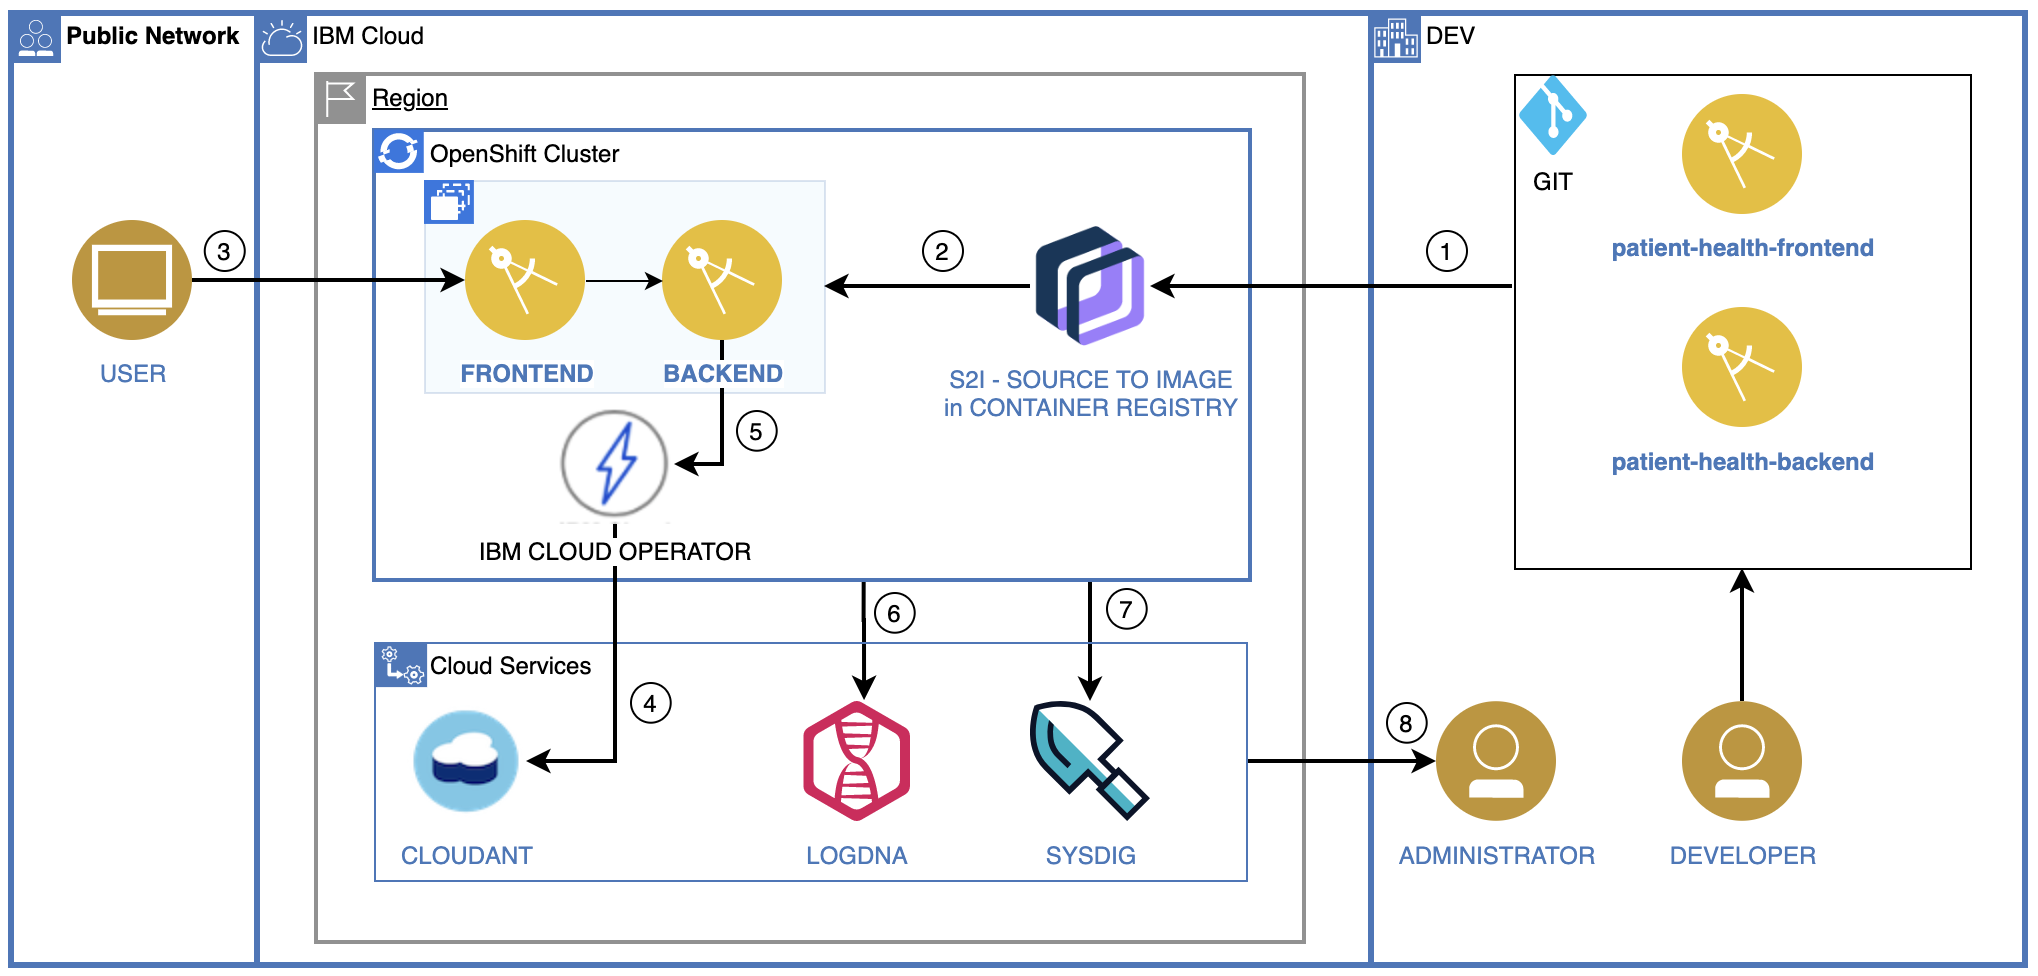 Public Network
IBM Cloud
DEV
Region
OpenShift Cluster
GIT
patient-health-frontend
3
2
1
USER
FRONTEND
BACKEND
S2I - SOURCE TO IMAGE
in CONTAINER REGISTRY
5
patient-health-backend
IBM CLOUD OPERATOR
6
7
Cloud Services
4
8
CLOUDANT
LOGDNA
SYSDIG
ADMINISTRATOR
DEVELOPER